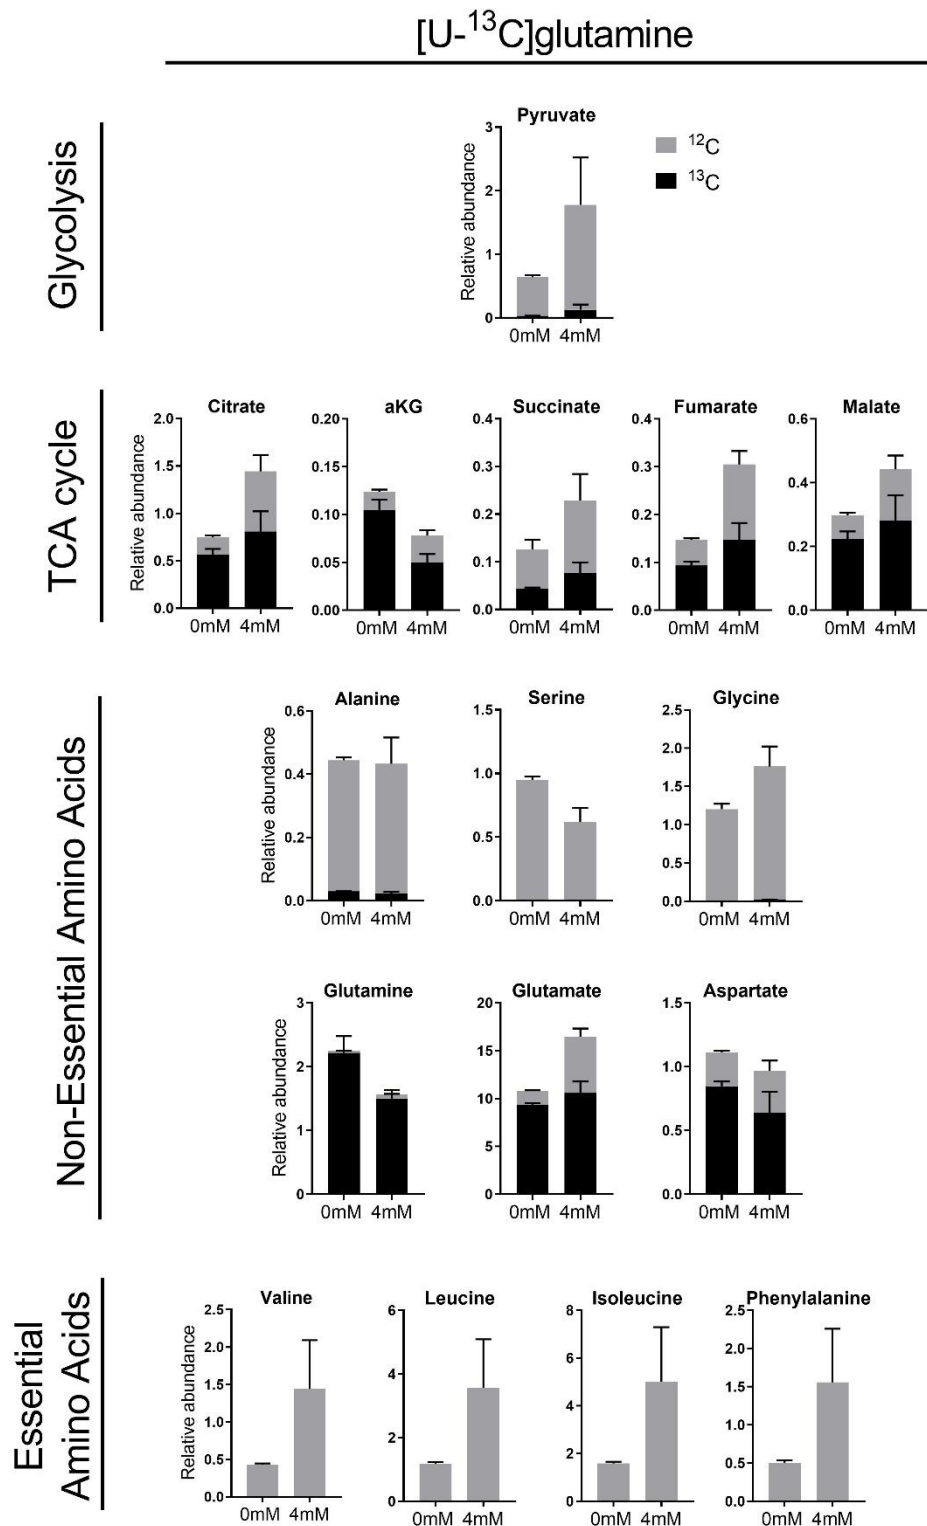 [U-¹³C]glutamine
Glycolysis
Pyruvate
Relative abundance
3
2
1
0
0mM 4mM
¹²C
¹³C
TCA cycle
Citrate
Relative abundance
2.0
1.5
1.0
0.5
0.0
0mM 4mM
aKG
0.20
0.15
0.10
0.05
0.00
0mM 4mM
Succinate
0.4
0.3
0.2
0.1
0.0
0mM 4mM
Fumarate
0.4
0.3
0.2
0.1
0.0
0mM 4mM
Malate
0.6
0.4
0.2
0.0
0mM 4mM
Non-Essential Amino Acids
Alanine
Relative abundance
0.6
0.4
0.2
0.0
0mM 4mM
Serine
1.5
1.0
0.5
0.0
0mM 4mM
Glycine
2.5
2.0
1.5
1.0
0.5
0.0
0mM 4mM
Glutamine
Relative abundance
3
2
1
0
0mM 4mM
Glutamate
20
15
10
5
0
0mM 4mM
Aspartate
1.5
1.0
0.5
0.0
0mM 4mM
Essential
Amino Acids
Valine
Relative abundance
2.5
2.0
1.5
1.0
0.5
0.0
0mM 4mM
Leucine
6
4
2
0
0mM 4mM
Isoleucine
8
6
4
2
0
0mM 4mM
Phenylalanine
2.5
2.0
1.5
1.0
0.5
0.0
0mM 4mM